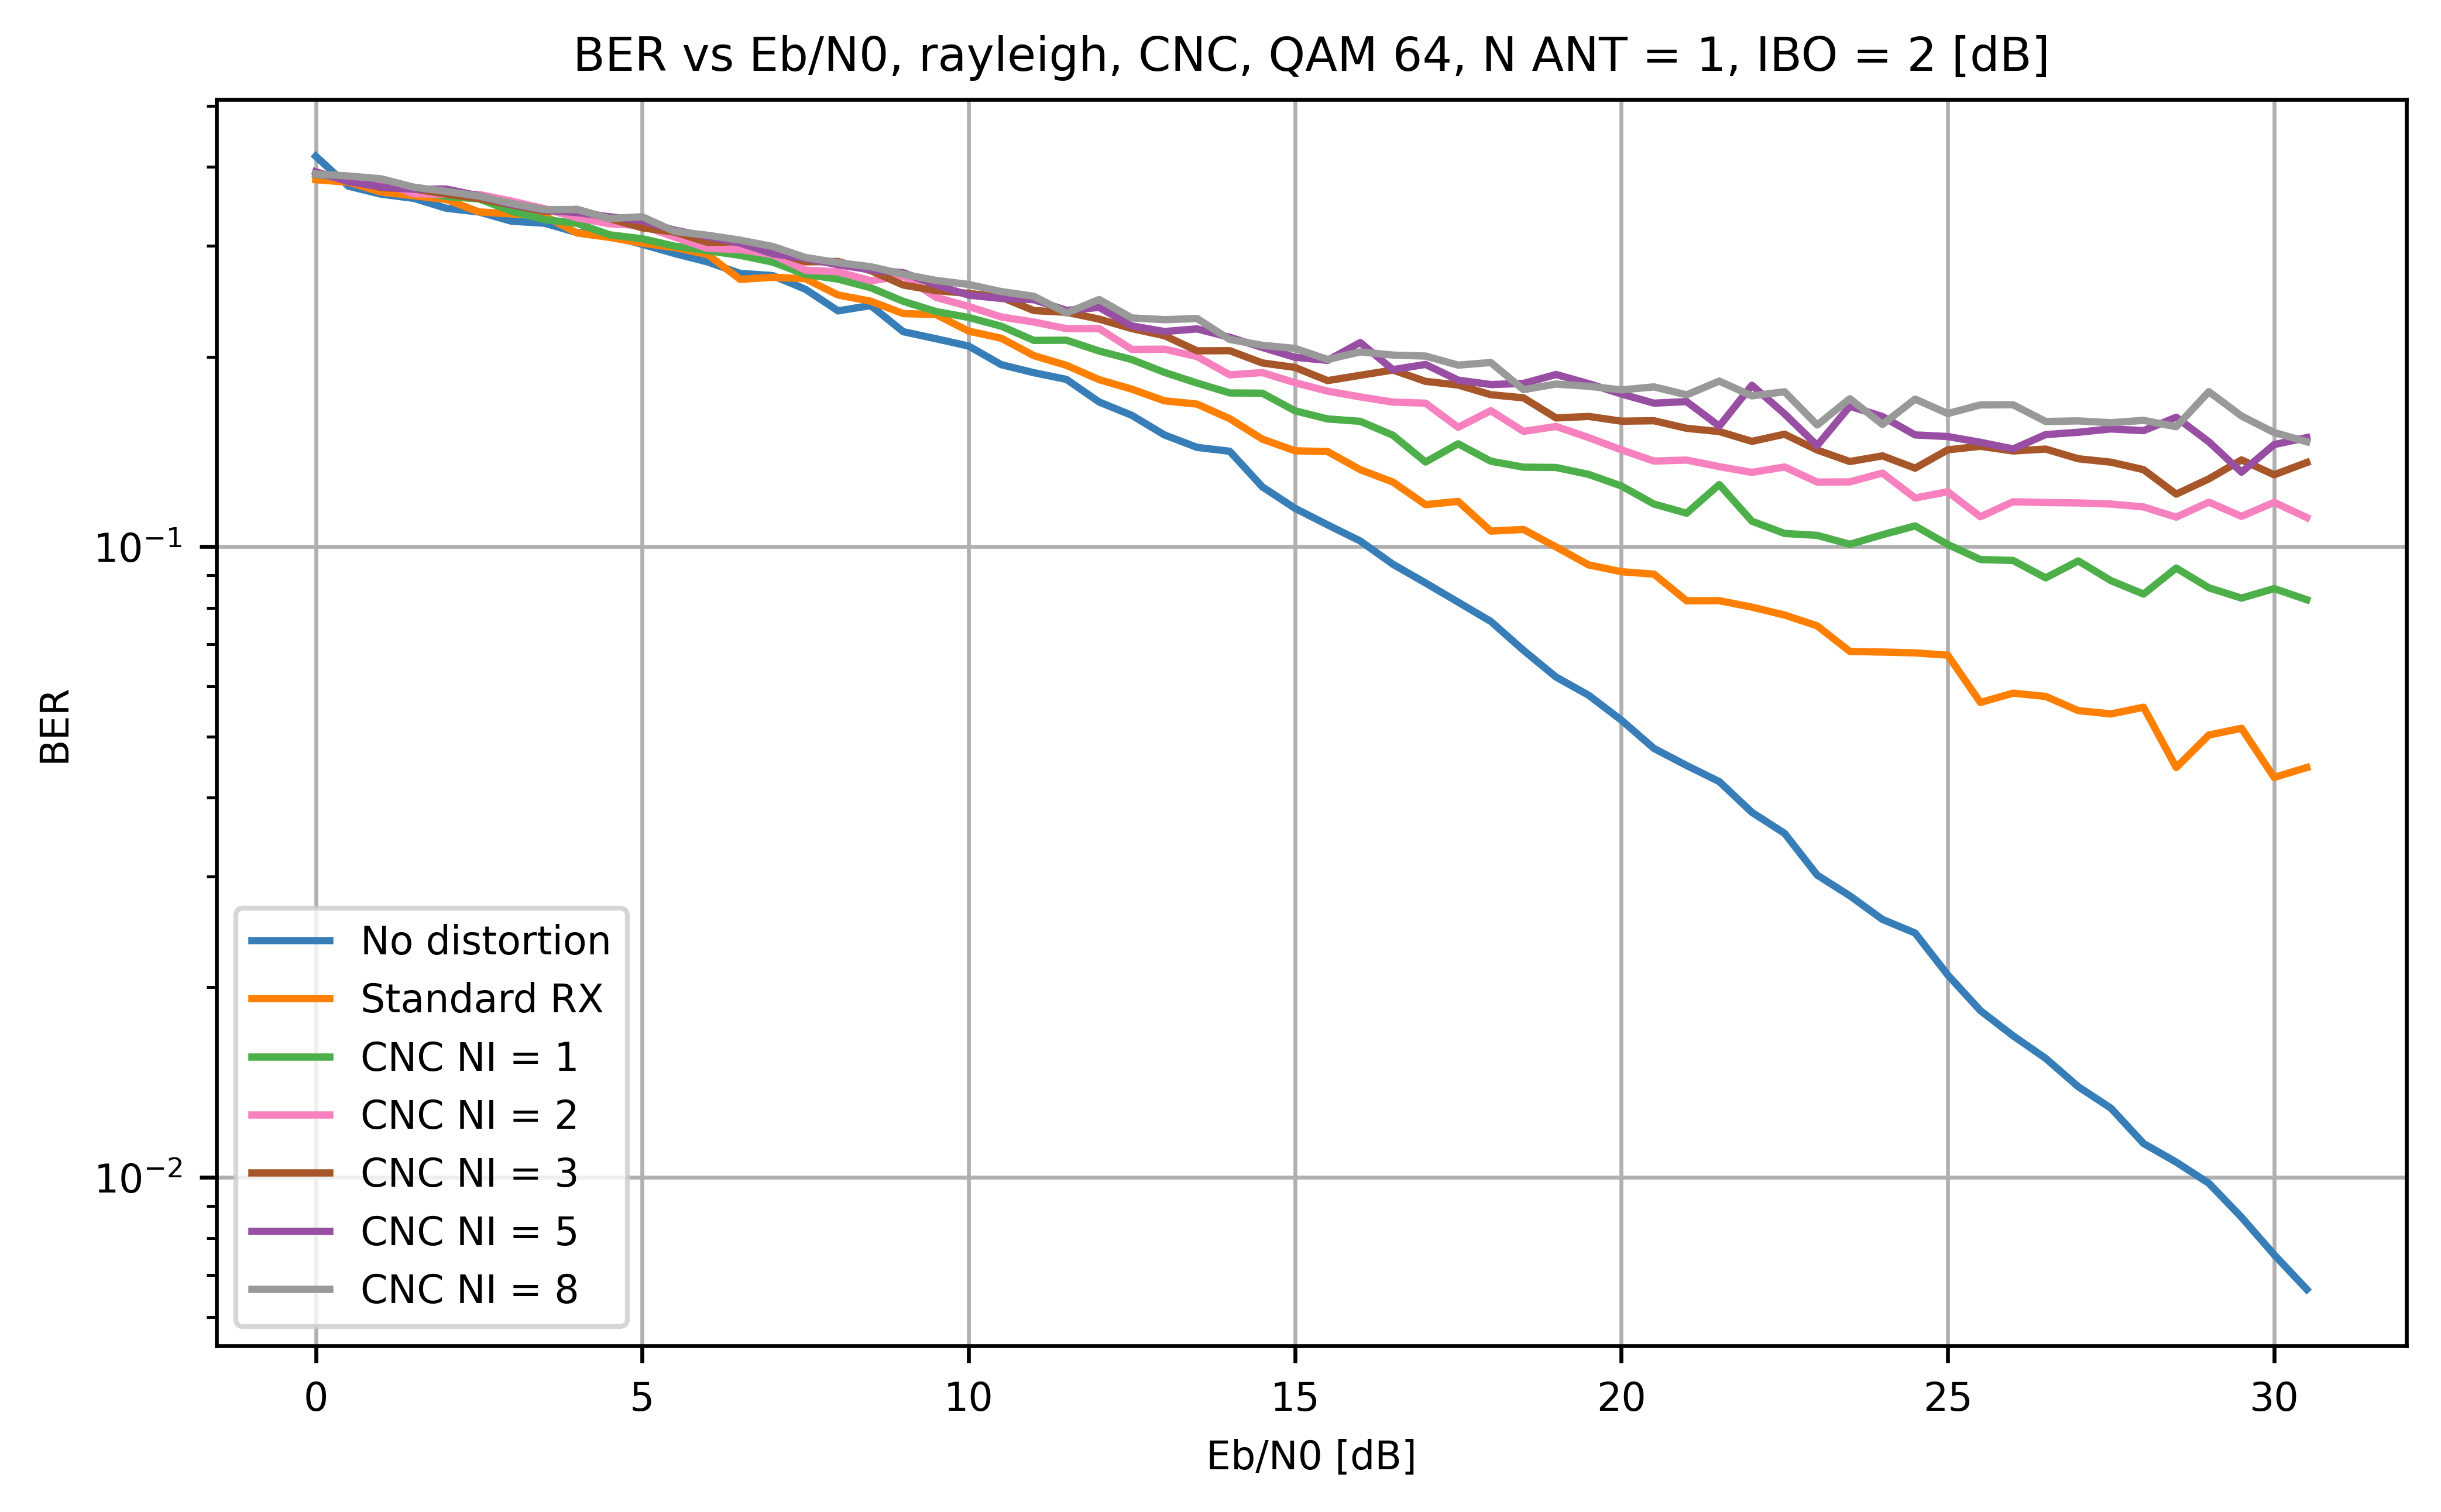 BER vs Eb/N0, rayleigh, CNC, QAM 64, N ANT = 1, IBO = 2 [dB]
BER
10⁻¹
10⁻²
No distortion
Standard RX
CNC NI = 1
CNC NI = 2
CNC NI = 3
CNC NI = 5
CNC NI = 8
0 5 10 15 20 25 30
Eb/N0 [dB]